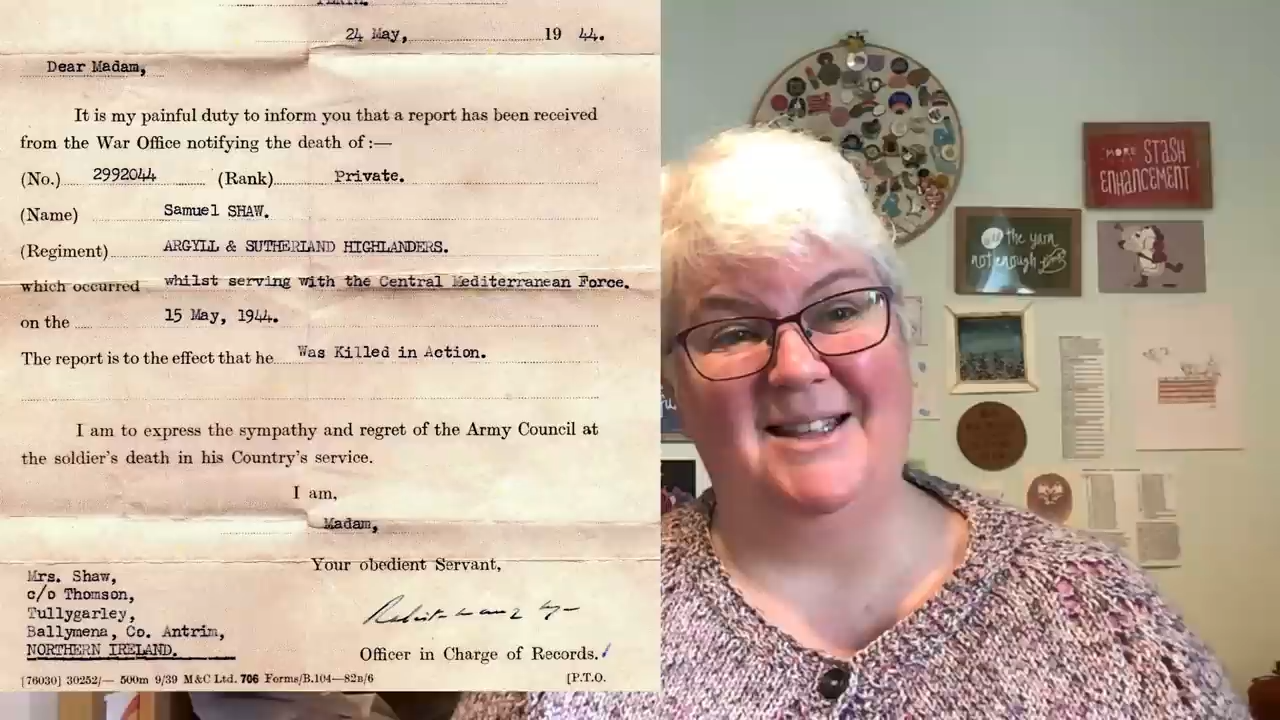 24 May, 19 44.
Dear Madam,
It is my painful duty to inform you that a report has been received
from the War Office notifying the death of :—
(No.) 2992044 (Rank) Private.
(Name) Samuel SHAW.
(Regiment) ARGYLL & SUTHERLAND HIGHLANDERS.
which occurred whilst serving with the Central Mediterranean Force.
on the 15 May, 1944.
The report is to the effect that he Was Killed in Action.
I am to express the sympathy and regret of the Army Council at
the soldier's death in his Country's service.
I am,
Madam,
Your obedient Servant,
Mrs. Shaw,
c/o Thomson,
Tullygarley,
Ballymena, Co. Antrim,
NORTHERN IRELAND.
Officer in Charge of Records.
[76030] 30252/— 500m 9/39 M&C Ltd. 706 Forms/B.104—82B/6 [P.T.O.
MORE STASH
ENHANCEMENT
the yarn
not enough